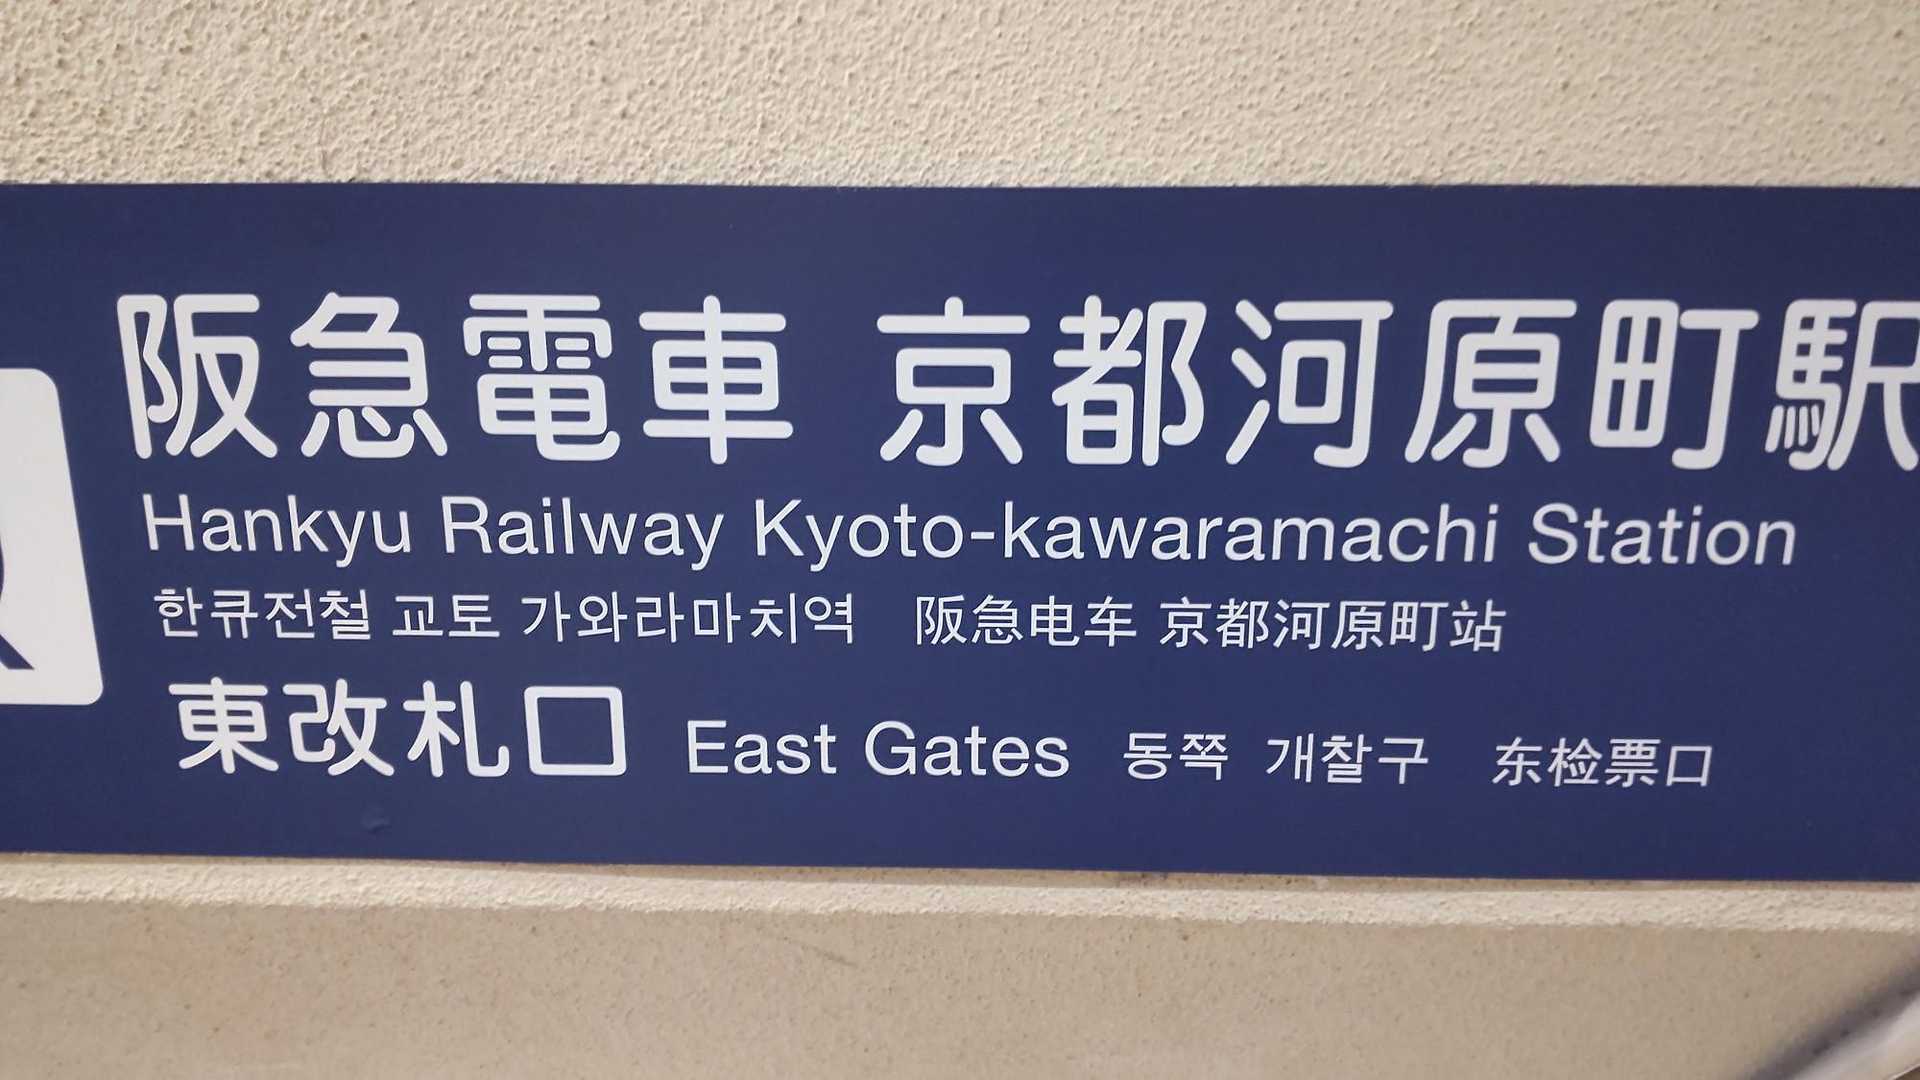 阪急電車 京都河原町駅
Hankyu Railway Kyoto-kawaramachi Station
한큐전철 교토 가와라마치역 阪急电车 京都河原町站
東改札口 East Gates 동쪽 개찰구 东检票口